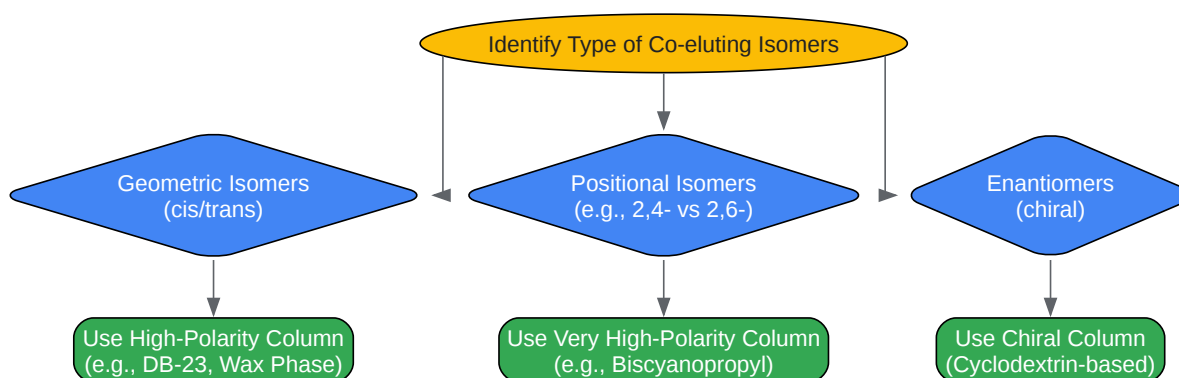 Identify Type of Co-eluting Isomers
Geometric Isomers
(cis/trans)
Positional Isomers
(e.g., 2,4- vs 2,6-)
Enantiomers
(chiral)
Use High-Polarity Column
(e.g., DB-23, Wax Phase)
Use Very High-Polarity Column
(e.g., Biscyanopropyl)
Use Chiral Column
(Cyclodextrin-based)